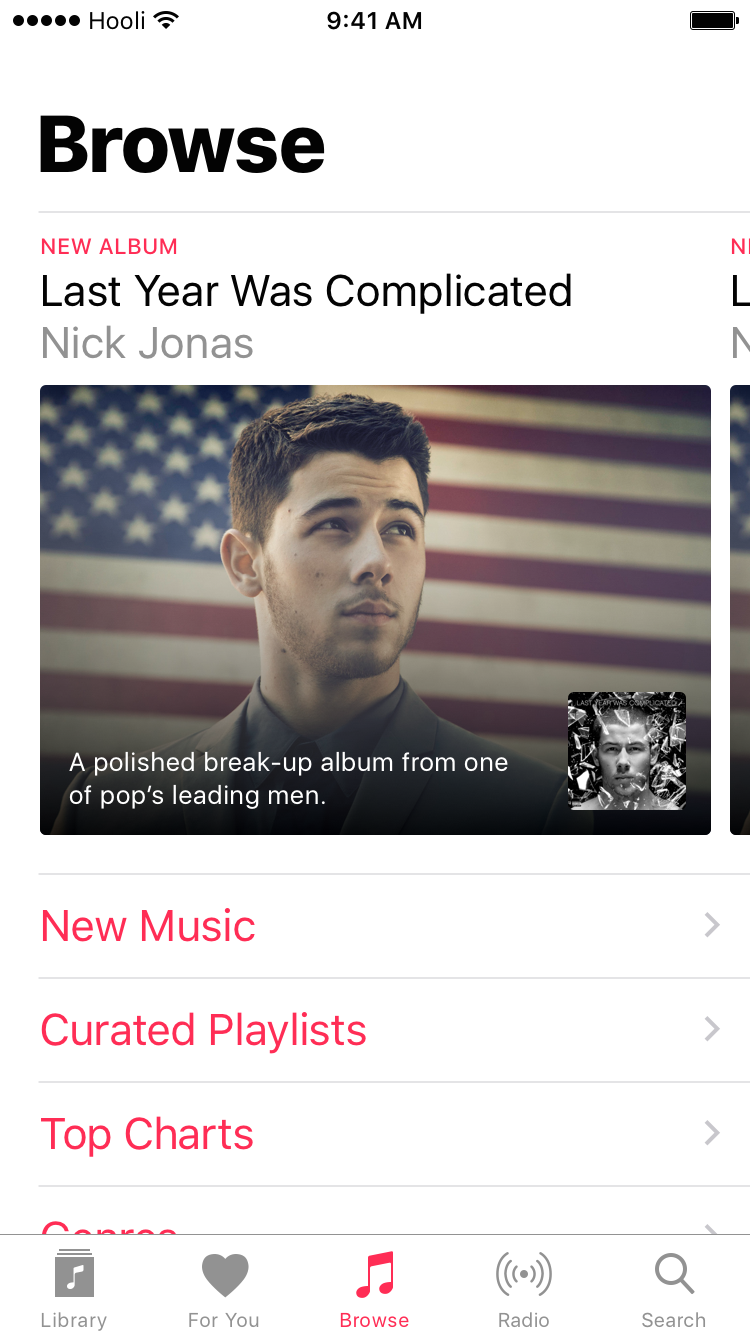 Hooli
9:41 AM
Browse
NEW ALBUM
Last Year Was Complicated
Nick Jonas
LAST YEAR WAS COMPLICATED
A polished break-up album from one
of pop’s leading men.
New Music
Curated Playlists
Top Charts
Genres
Library
For You
Browse
Radio
Search